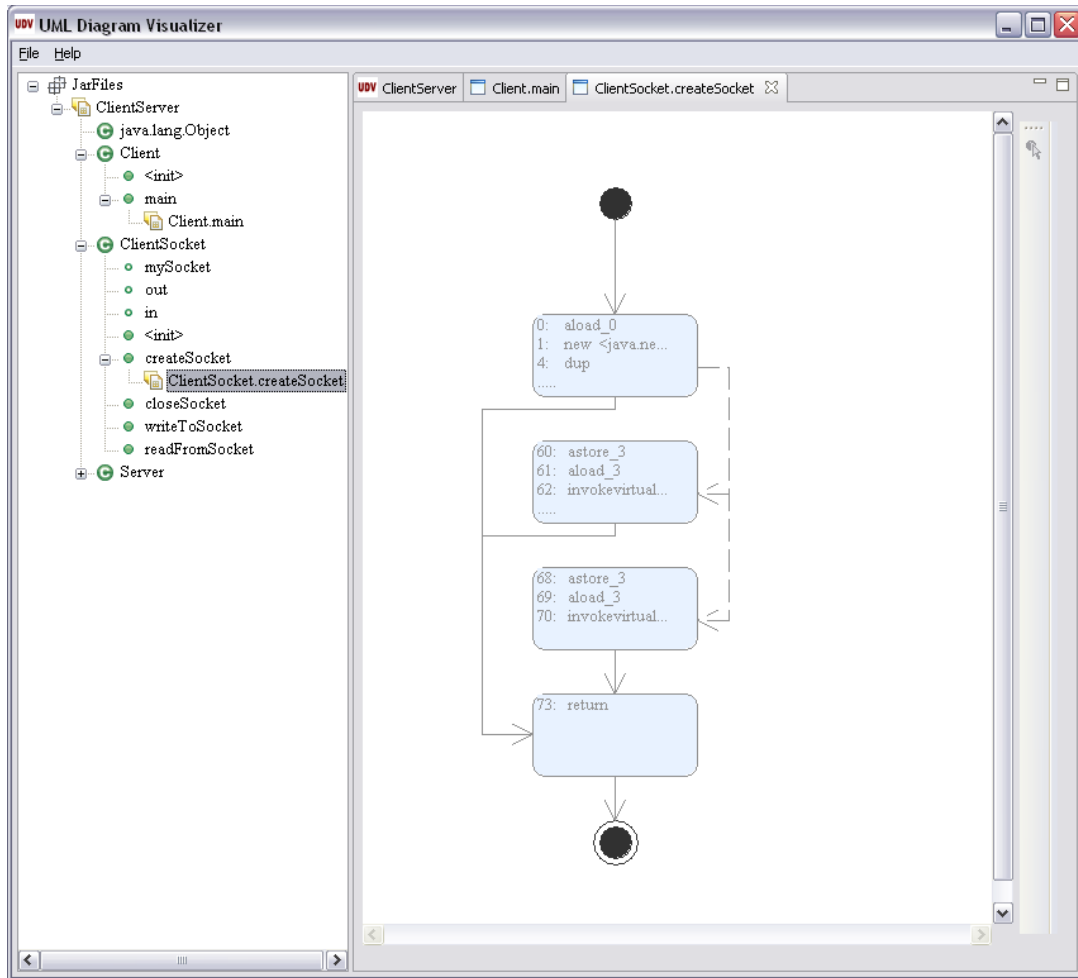 UDV UML Diagram Visualizer
File Help
JarFiles
ClientServer
java.lang.Object
Client
<init>
main
Client.main
ClientSocket
mySocket
out
in
<init>
createSocket
ClientSocket.createSocket
closeSocket
writeToSocket
readFromSocket
Server
UDV ClientServer Client.main ClientSocket.createSocket
0: aload_0
1: new <java.ne...
4: dup
.....
60: astore_3
61: aload_3
62: invokevirtual...
.....
68: astore_3
69: aload_3
70: invokevirtual...
73: return